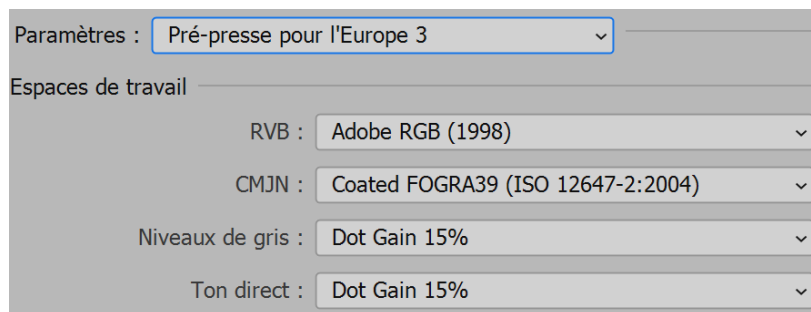 Paramètres : Pré-presse pour l'Europe 3
Espaces de travail
RVB : Adobe RGB (1998)
CMJN : Coated FOGRA39 (ISO 12647-2:2004)
Niveaux de gris : Dot Gain 15%
Ton direct : Dot Gain 15%